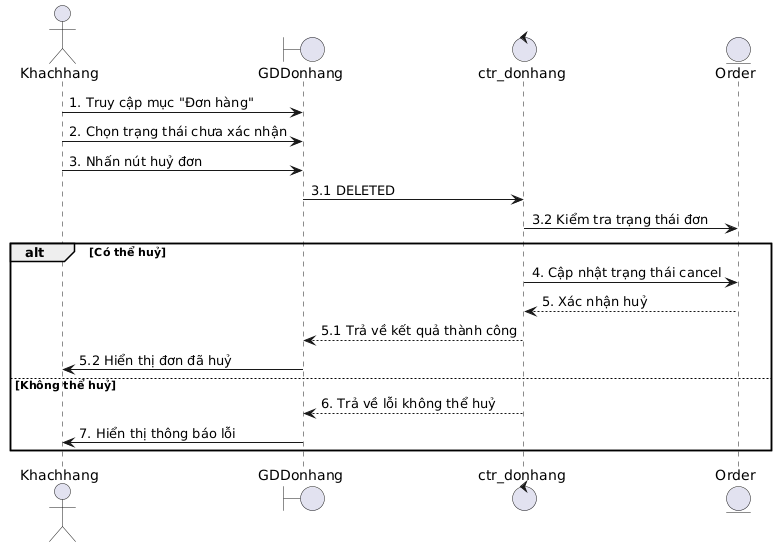 Khachhang
GDDonhang
ctr_donhang
Order
1. Truy cập mục "Đơn hàng"
2. Chọn trạng thái chưa xác nhận
3. Nhấn nút huỷ đơn
3.1 DELETED
3.2 Kiểm tra trạng thái đơn
alt
[Có thể huỷ]
4. Cập nhật trạng thái cancel
5. Xác nhận huỷ
5.1 Trả về kết quả thành công
5.2 Hiển thị đơn đã huỷ
[Không thể huỷ]
6. Trả về lỗi không thể huỷ
7. Hiển thị thông báo lỗi
Khachhang
GDDonhang
ctr_donhang
Order